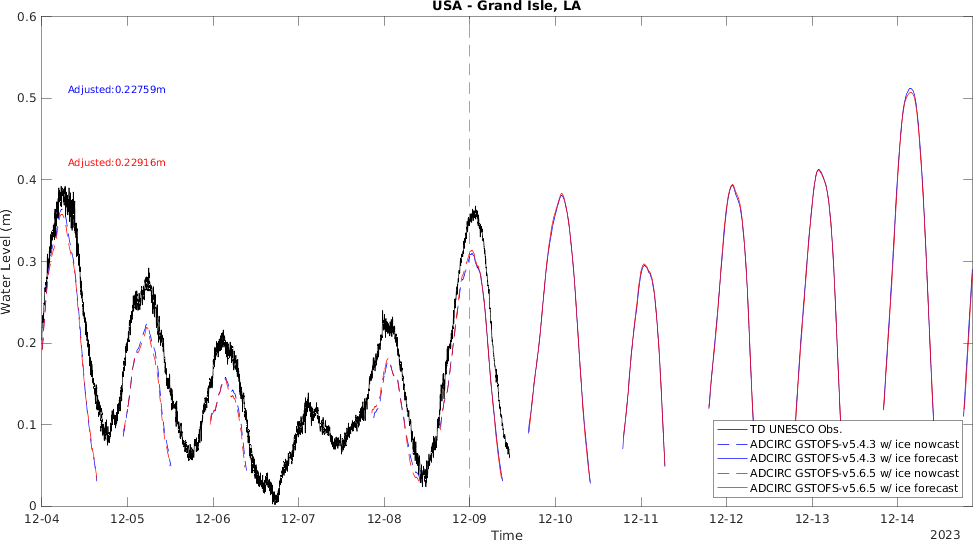 USA - Grand Isle, LA
Water Level (m)
0.6
0.5
0.4
0.3
0.2
0.1
0
Adjusted:0.22759m
Adjusted:0.22916m
TD UNESCO Obs.
ADCIRC GSTOFS-v5.4.3 w/ ice nowcast
ADCIRC GSTOFS-v5.4.3 w/ ice forecast
ADCIRC GSTOFS-v5.6.5 w/ ice nowcast
ADCIRC GSTOFS-v5.6.5 w/ ice forecast
12-04 12-05 12-06 12-07 12-08 12-09 12-10 12-11 12-12 12-13 12-14
Time
2023